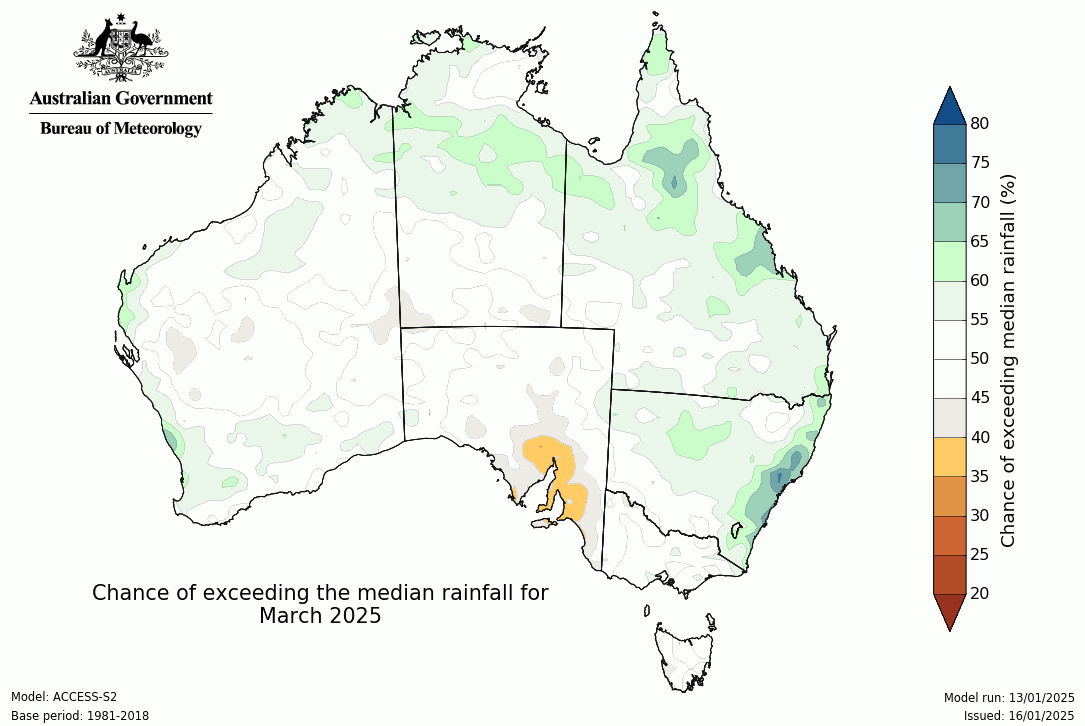 Australian Government
Bureau of Meteorology
80
75
70
65
60
55
50
45
40
35
30
25
20
Chance of exceeding median rainfall (%)
Chance of exceeding the median rainfall for
March 2025
Model: ACCESS-S2
Base period: 1981-2018
Model run: 13/01/2025
Issued: 16/01/2025